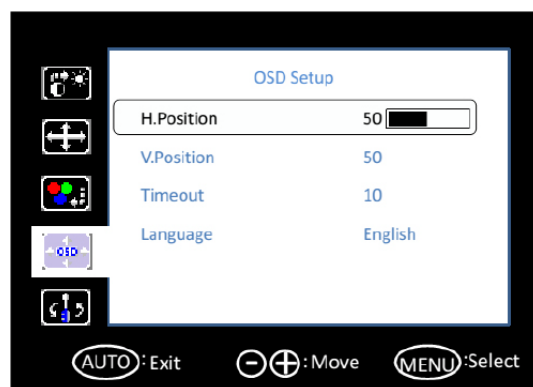 OSD Setup
H.Position 50
V.Position 50
Timeout 10
Language English
OSD
AUTO : Exit - + : Move MENU : Select